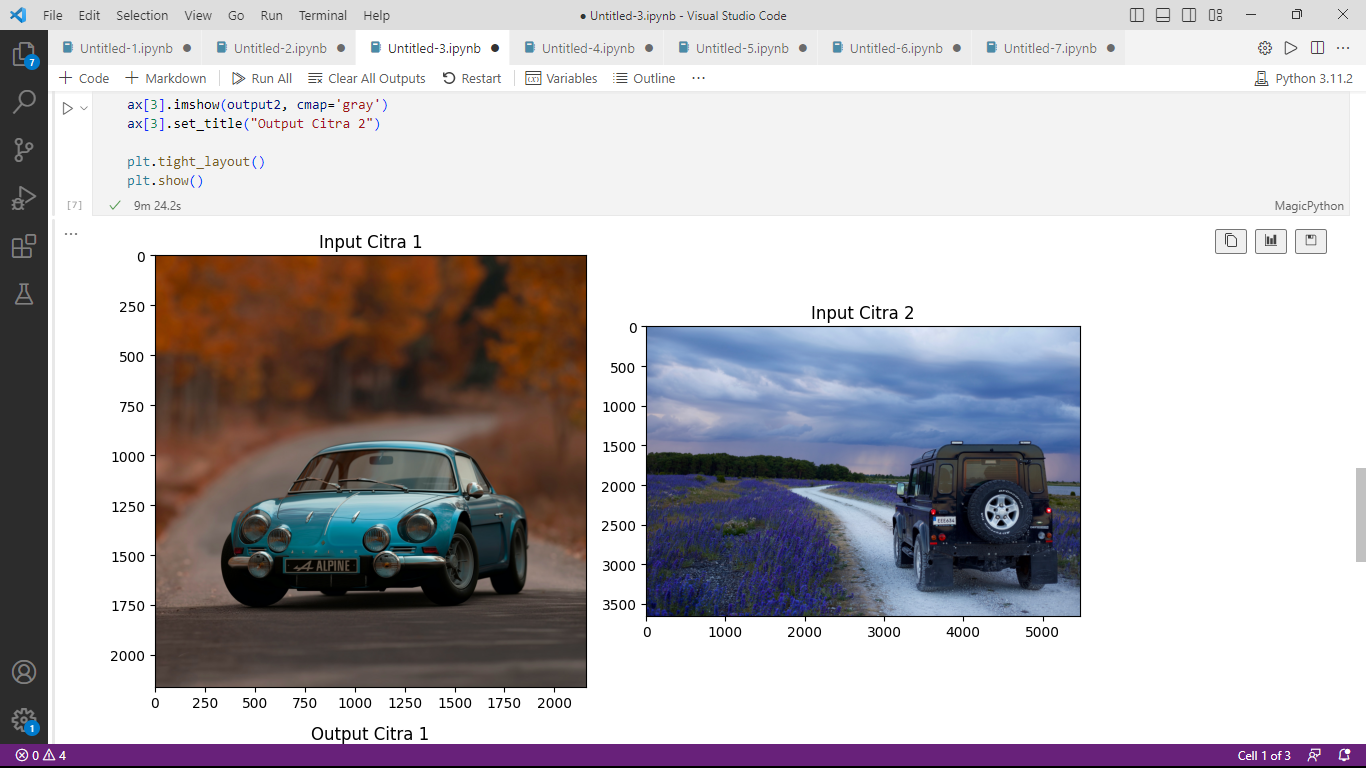 File Edit Selection View Go Run Terminal Help
● Untitled-3.ipynb - Visual Studio Code
7
Untitled-1.ipynb Untitled-2.ipynb Untitled-3.ipynb Untitled-4.ipynb Untitled-5.ipynb Untitled-6.ipynb Untitled-7.ipynb
+ Code + Markdown Run All Clear All Outputs Restart Variables Outline ... Python 3.11.2
ax[3].imshow(output2, cmap='gray')
ax[3].set_title("Output Citra 2")
plt.tight_layout()
plt.show()
[7] 9m 24.2s MagicPython
Input Citra 1
0
250
500
750
1000
1250
1500
1750
2000
ALPINE
0 250 500 750 1000 1250 1500 1750 2000
Input Citra 2
0
500
1000
1500
2000
2500
3000
3500
0 1000 2000 3000 4000 5000
Output Citra 1
1
0 4 Cell 1 of 3